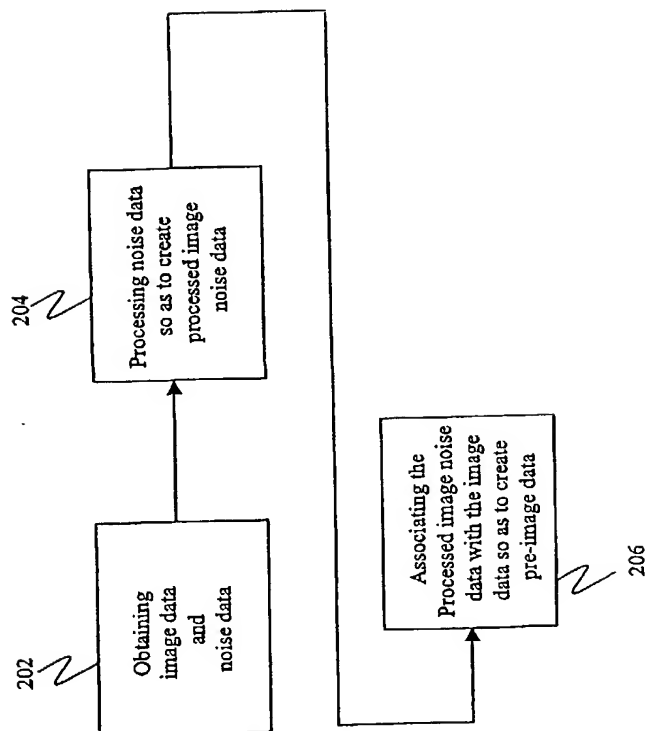 202
Obtaining
image data
and
noise data
204
Processing noise data
so as to create
processed image
noise data
Associating the
Processed image noise
data with the image
data so as to create
pre-image data
206